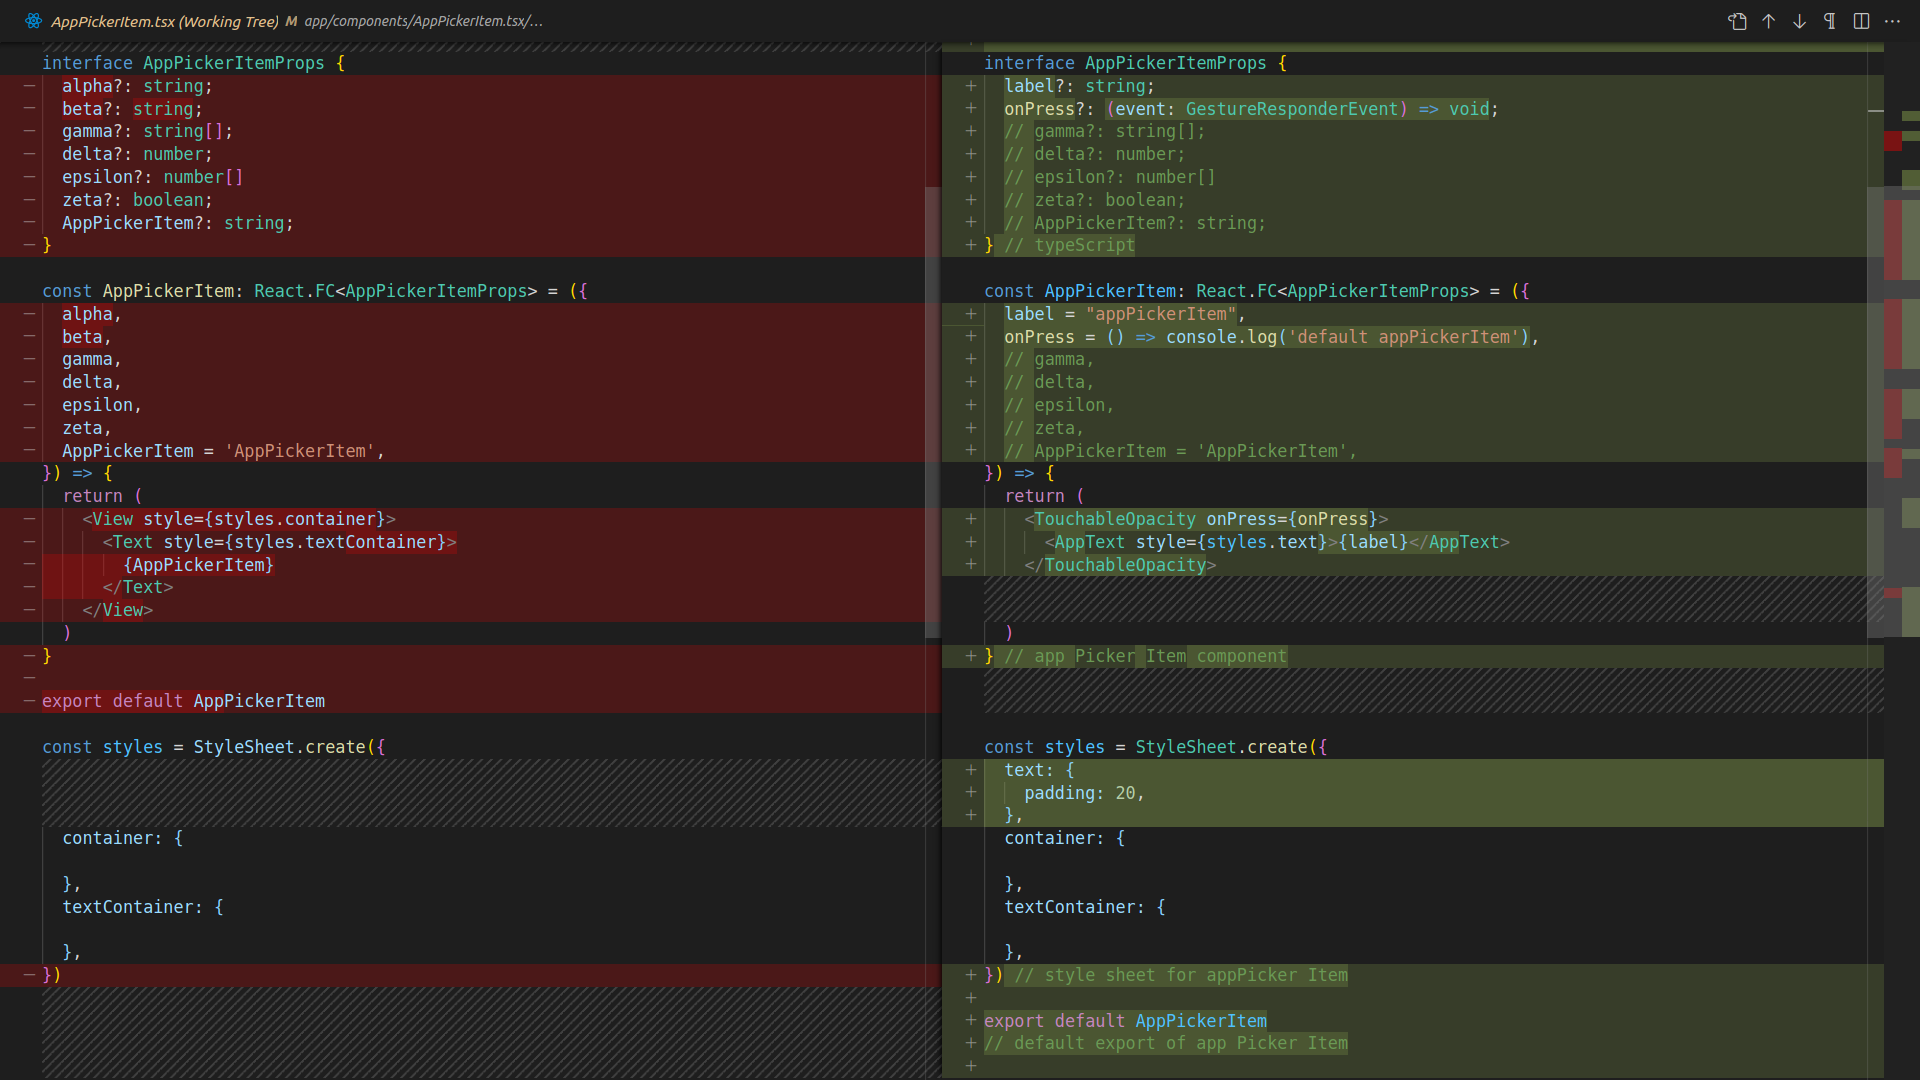 AppPickerItem.tsx (Working Tree) M app/components/AppPickerItem.tsx/...
interface AppPickerItemProps {
— alpha?: string;
— beta?: string;
— gamma?: string[];
— delta?: number;
— epsilon?: number[]
— zeta?: boolean;
— AppPickerItem?: string;
— }
const AppPickerItem: React.FC<AppPickerItemProps> = ({
— alpha,
— beta,
— gamma,
— delta,
— epsilon,
— zeta,
— AppPickerItem = 'AppPickerItem',
}) => {
return (
— <View style={styles.container}>
— <Text style={styles.textContainer}>
— {AppPickerItem}
— </Text>
— </View>
)
— }
—
— export default AppPickerItem
const styles = StyleSheet.create({
container: {
},
textContainer: {
},
— })
interface AppPickerItemProps {
+ label?: string;
+ onPress?: (event: GestureResponderEvent) => void;
+ // gamma?: string[];
+ // delta?: number;
+ // epsilon?: number[]
+ // zeta?: boolean;
+ // AppPickerItem?: string;
+ } // typeScript
const AppPickerItem: React.FC<AppPickerItemProps> = ({
+ label = "appPickerItem",
+ onPress = () => console.log('default appPickerItem'),
+ // gamma,
+ // delta,
+ // epsilon,
+ // zeta,
+ // AppPickerItem = 'AppPickerItem',
}) => {
return (
+ <TouchableOpacity onPress={onPress}>
+ <AppText style={styles.text}>{label}</AppText>
+ </TouchableOpacity>
)
+ } // app Picker Item component
const styles = StyleSheet.create({
+ text: {
+ padding: 20,
+ },
container: {
},
textContainer: {
},
+ }) // style sheet for appPicker Item
+
+ export default AppPickerItem
+ // default export of app Picker Item
+